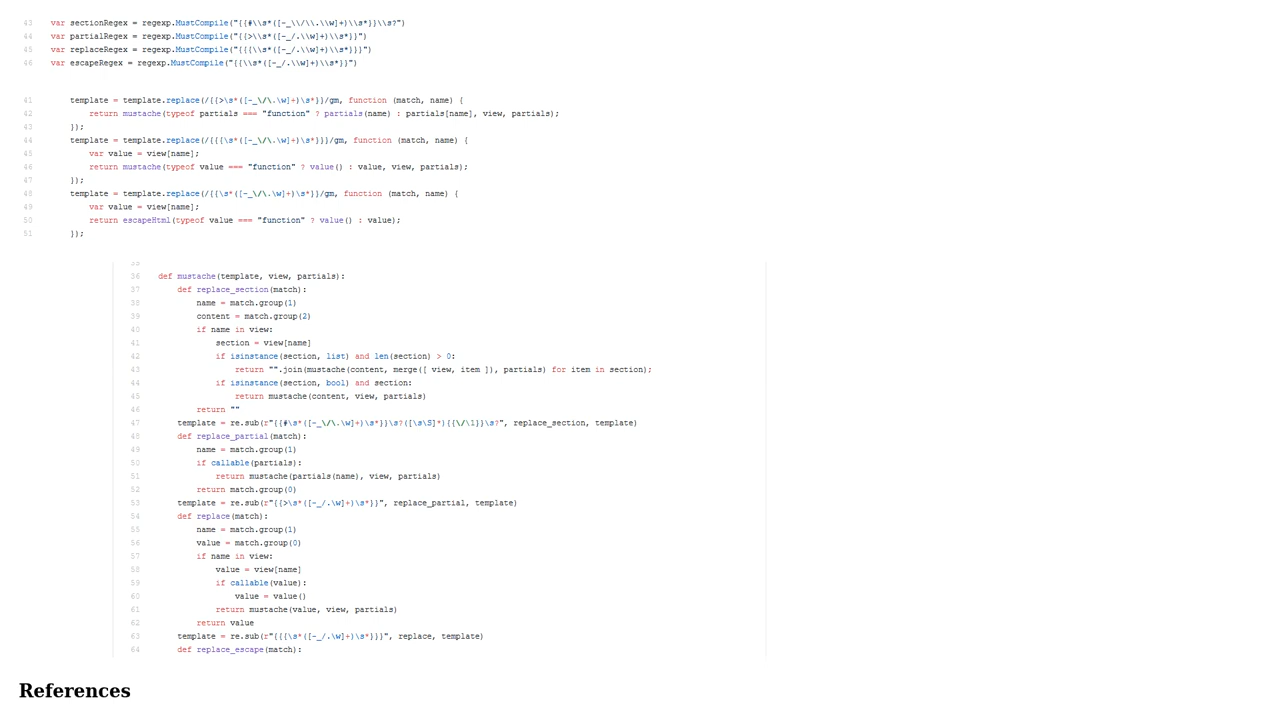 43 var sectionRegex = regexp.MustCompile("{{#\\s*([-_\\/\\.\\w]+)\\s*}}\\s?")
44 var partialRegex = regexp.MustCompile("{{>\\s*([-_/.\\w]+)\\s*}}")
45 var replaceRegex = regexp.MustCompile("{{{\\s*([-_/.\\w]+)\\s*}}}")
46 var escapeRegex = regexp.MustCompile("{{\\s*([-_/.\\w]+)\\s*}}")
41 template = template.replace(/{{>\s*([-_\/\.\w]+)\s*}}/gm, function (match, name) {
42 return mustache(typeof partials === "function" ? partials(name) : partials[name], view, partials);
43 });
44 template = template.replace(/{{{\s*([-_\/\.\w]+)\s*}}}/gm, function (match, name) {
45 var value = view[name];
46 return mustache(typeof value === "function" ? value() : value, view, partials);
47 });
48 template = template.replace(/{{\s*([-_\/\.\w]+)\s*}}/gm, function (match, name) {
49 var value = view[name];
50 return escapeHtml(typeof value === "function" ? value() : value);
51 });
35
36 def mustache(template, view, partials):
37 def replace_section(match):
38 name = match.group(1)
39 content = match.group(2)
40 if name in view:
41 section = view[name]
42 if isinstance(section, list) and len(section) > 0:
43 return "".join(mustache(content, merge([ view, item ]), partials) for item in section);
44 if isinstance(section, bool) and section:
45 return mustache(content, view, partials)
46 return ""
47 template = re.sub(r"{{#\s*([-_\/\.\w]+)\s*}}\s?([\s\S]*){{\/\1}}\s?", replace_section, template)
48 def replace_partial(match):
49 name = match.group(1)
50 if callable(partials):
51 return mustache(partials(name), view, partials)
52 return match.group(0)
53 template = re.sub(r"{{>\s*([-_/.\w]+)\s*}}", replace_partial, template)
54 def replace(match):
55 name = match.group(1)
56 value = match.group(0)
57 if name in view:
58 value = view[name]
59 if callable(value):
60 value = value()
61 return mustache(value, view, partials)
62 return value
63 template = re.sub(r"{{{\s*([-_/.\w]+)\s*}}}", replace, template)
64 def replace_escape(match):
References